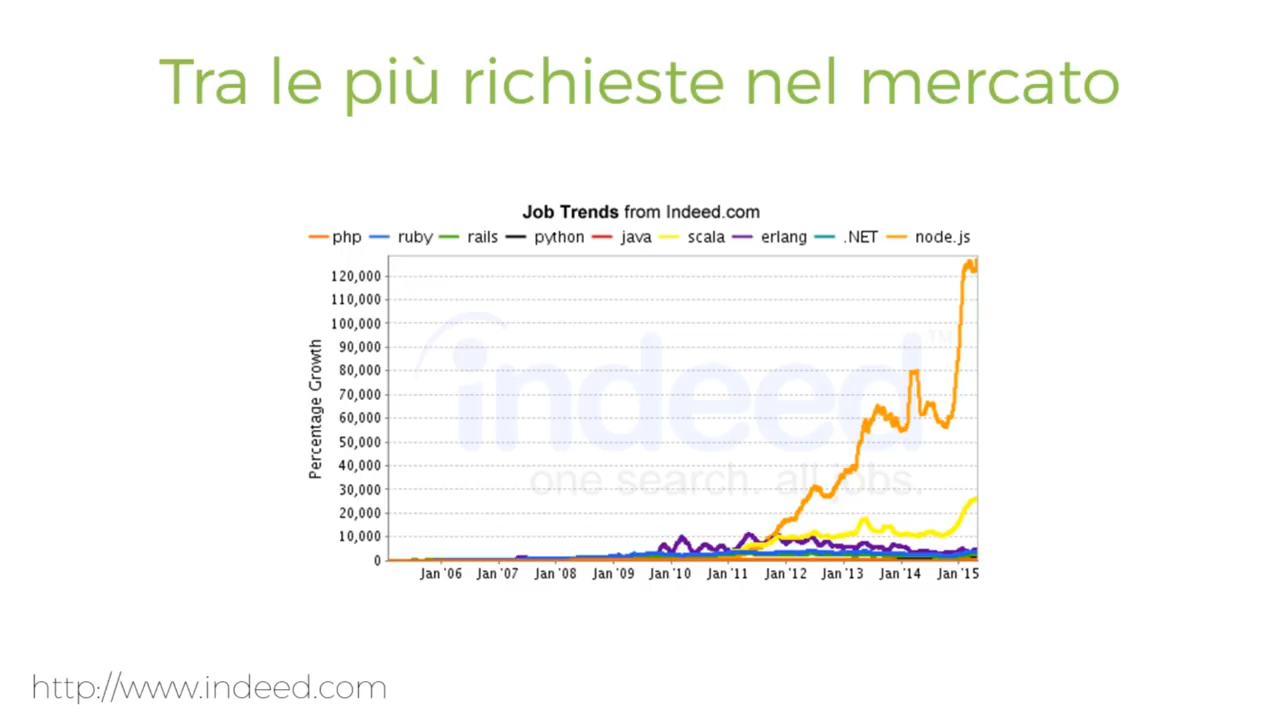 Tra le più richieste nel mercato
Job Trends from Indeed.com
php ruby rails python java scala erlang .NET node.js
Percentage Growth
120,000
110,000
100,000
90,000
80,000
70,000
60,000
50,000
40,000
30,000
20,000
10,000
0
indeed™
one search. all jobs.
Jan '06 Jan '07 Jan '08 Jan '09 Jan '10 Jan '11 Jan '12 Jan '13 Jan '14 Jan '15
http://www.indeed.com